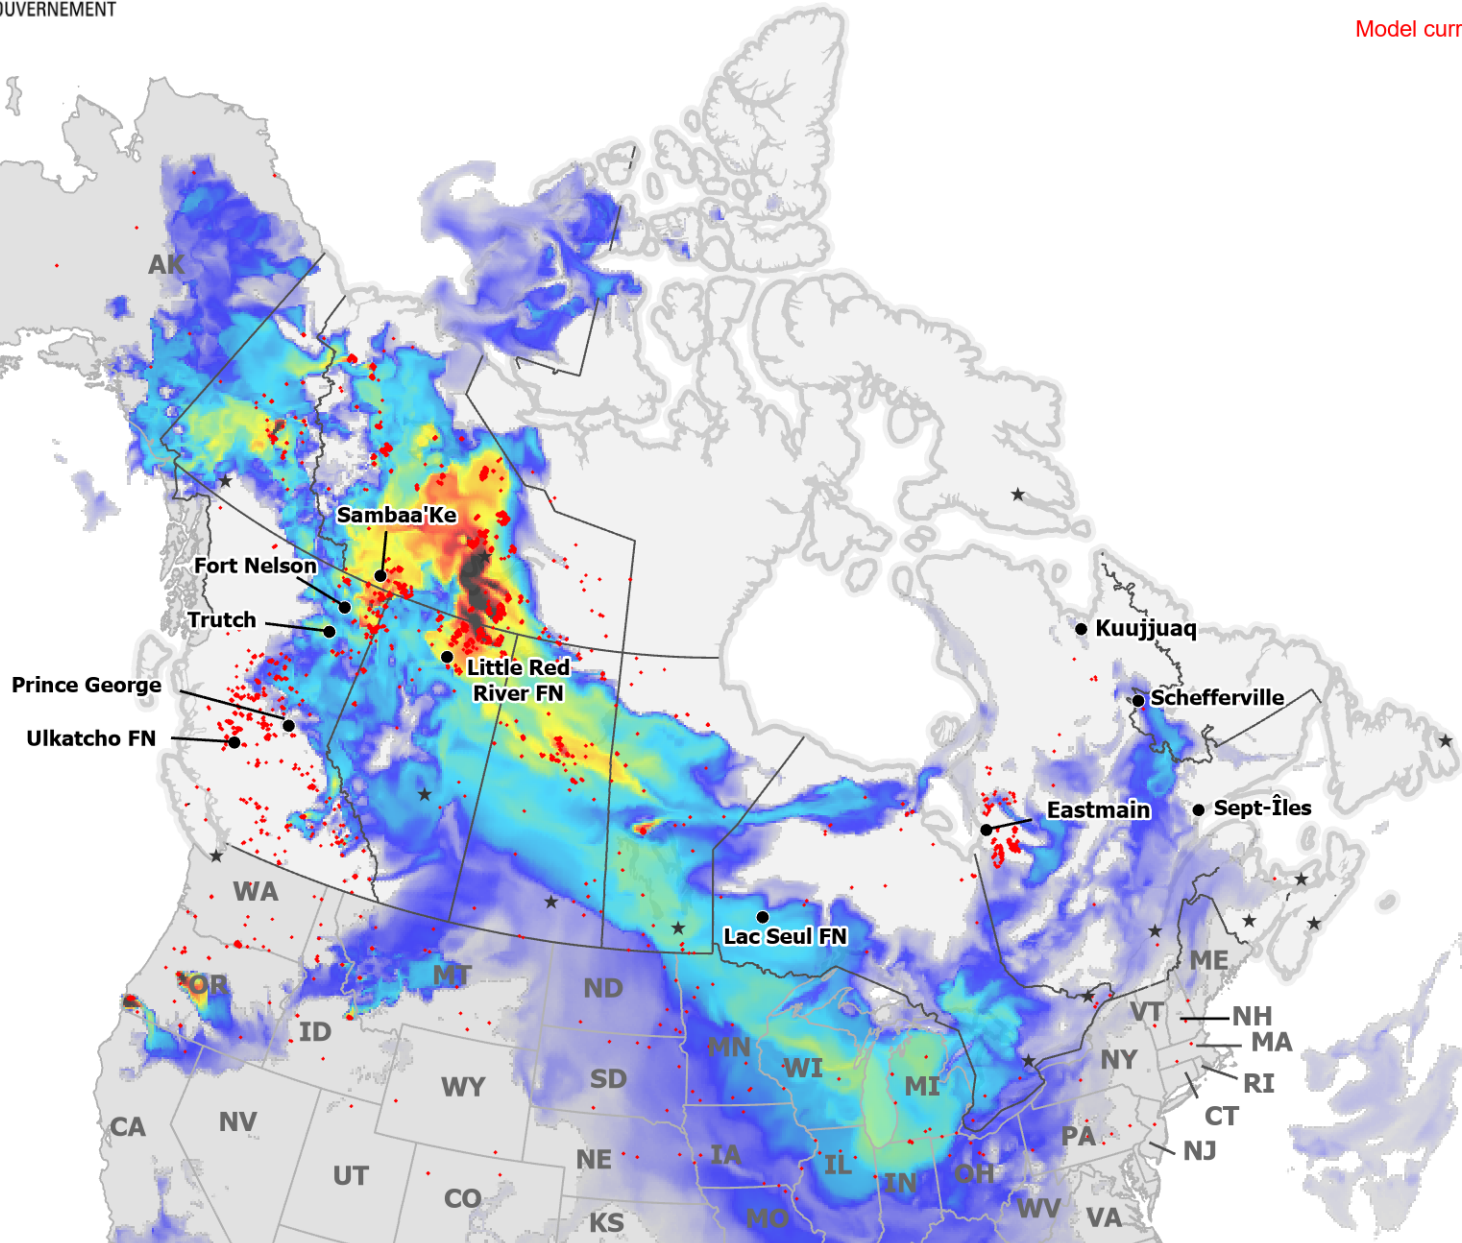 OUVERNEMENT
Model curr
AK
Sambaa'Ke
Fort Nelson
Trutch
Little Red
River FN
Prince George
Ulkatcho FN
Kuujjuaq
Schefferville
Eastmain
Sept-Îles
Lac Seul FN
WA
OR
MT
ID
ND
MN
WI
MI
ME
VT
NH
NY
MA
RI
CT
NJ
PA
WY
SD
CA
NV
UT
NE
IA
IL
IN
OH
CO
KS
MO
WV
VA